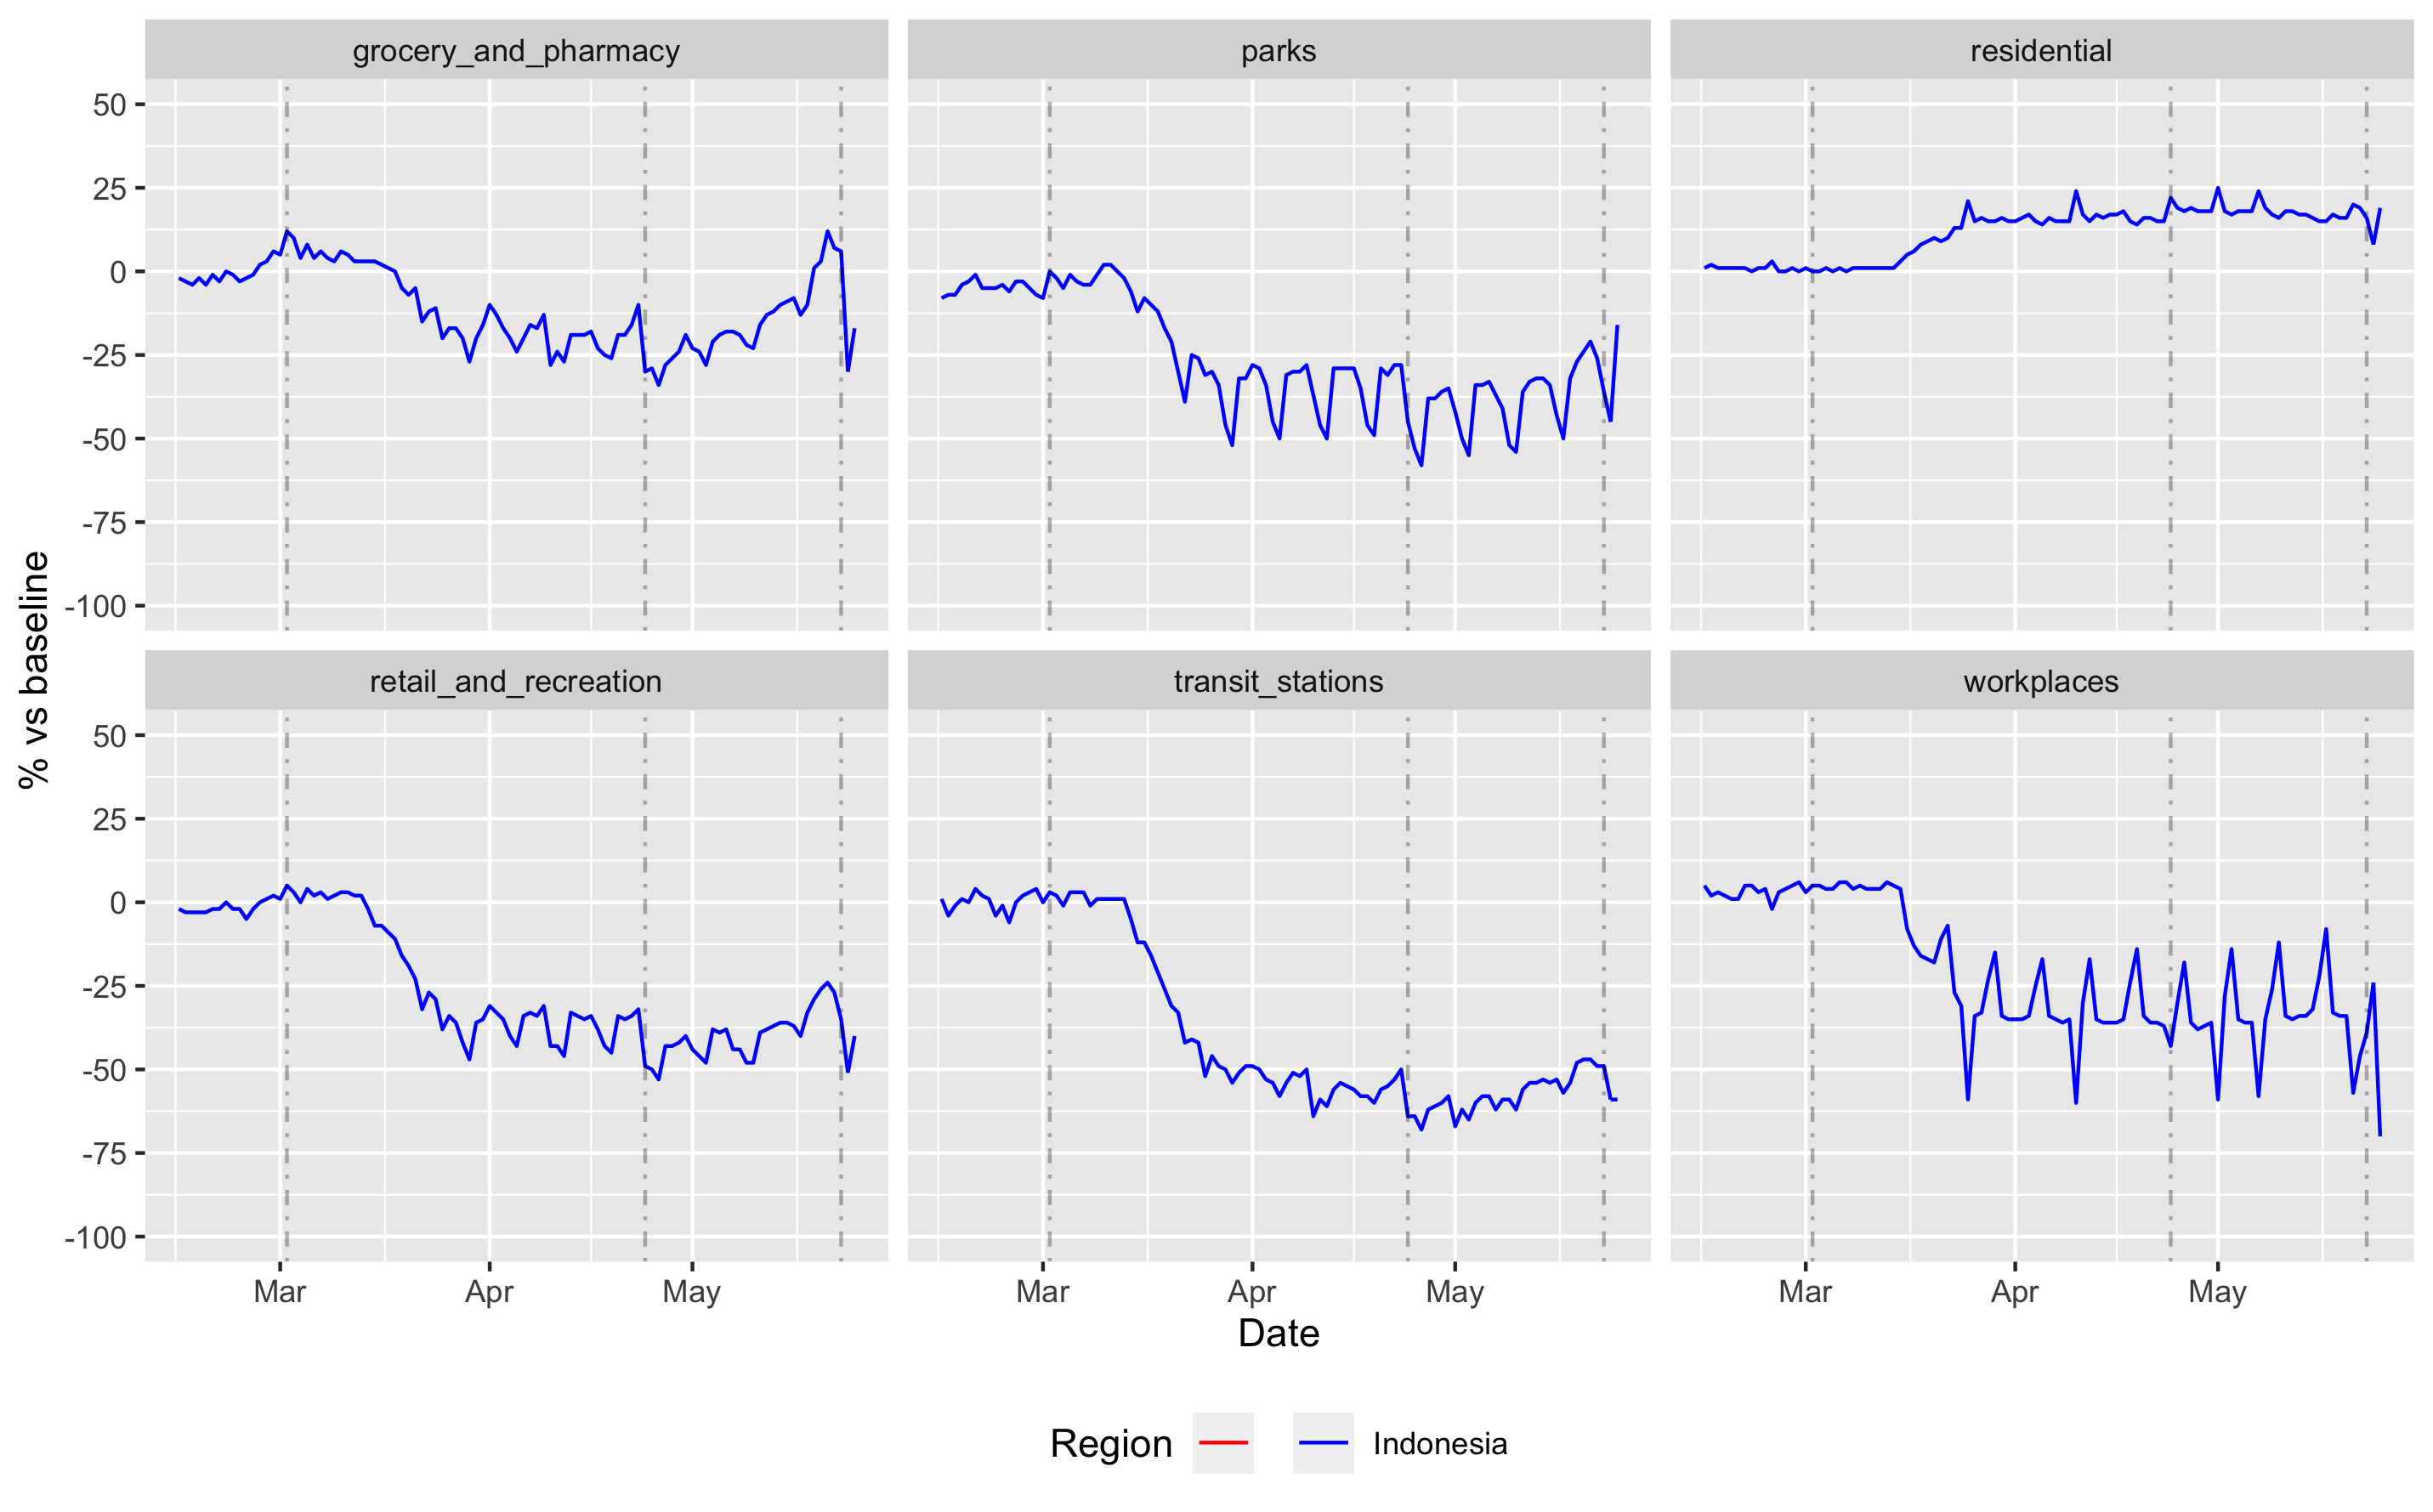 grocery_and_pharmacy parks residential
50
25
0
-25
-50
-75
-100
% vs baseline
retail_and_recreation transit_stations workplaces
50
25
0
-25
-50
-75
-100
Mar Apr May Mar Apr May Mar Apr May
Date
Region Indonesia